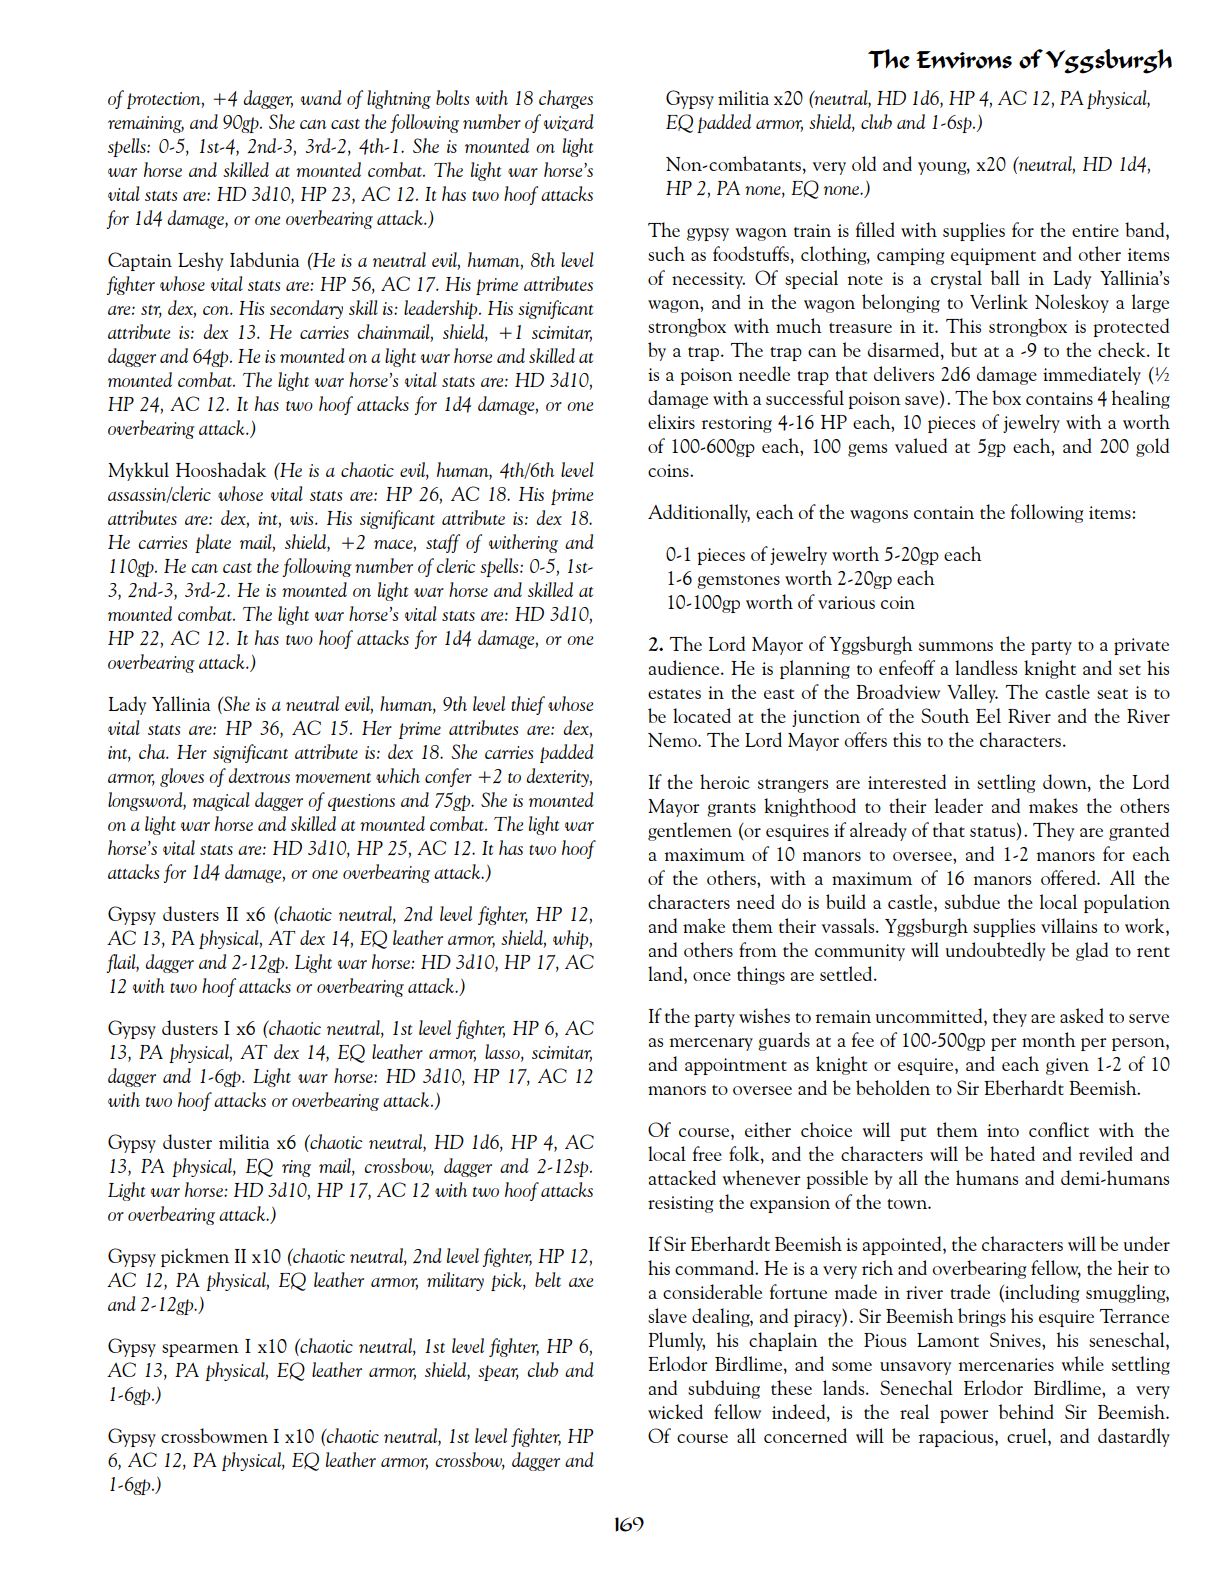 The Environs of Yggsburgh
of protection, +4 dagger, wand of lightning bolts with 18 charges
remaining, and 90gp. She can cast the following number of wizard
spells: 0-5, 1st-4, 2nd-3, 3rd-2, 4th-1. She is mounted on light
war horse and skilled at mounted combat. The light war horse's
vital stats are: HD 3d10, HP 23, AC 12. It has two hoof attacks
for 1d4 damage, or one overbearing attack.)
Captain Leshy Iabdunia (He is a neutral evil, human, 8th level
fighter whose vital stats are: HP 56, AC 17. His prime attributes
are: str, dex, con. His secondary skill is: leadership. His significant
attribute is: dex 13. He carries chainmail, shield, +1 scimitar,
dagger and 64gp. He is mounted on a light war horse and skilled at
mounted combat. The light war horse's vital stats are: HD 3d10,
HP 24, AC 12. It has two hoof attacks for 1d4 damage, or one
overbearing attack.)
Mykkul Hooshadak (He is a chaotic evil, human, 4th/6th level
assassin/cleric whose vital stats are: HP 26, AC 18. His prime
attributes are: dex, int, wis. His significant attribute is: dex 18.
He carries plate mail, shield, +2 mace, staff of withering and
110gp. He can cast the following number of cleric spells: 0-5, 1st-
3, 2nd-3, 3rd-2. He is mounted on light war horse and skilled at
mounted combat. The light war horse's vital stats are: HD 3d10,
HP 22, AC 12. It has two hoof attacks for 1d4 damage, or one
overbearing attack.)
Lady Yallinia (She is a neutral evil, human, 9th level thief whose
vital stats are: HP 36, AC 15. Her prime attributes are: dex,
int, cha. Her significant attribute is: dex 18. She carries padded
armor, gloves of dextrous movement which confer +2 to dexterity,
longsword, magical dagger of questions and 75gp. She is mounted
on a light war horse and skilled at mounted combat. The light war
horse's vital stats are: HD 3d10, HP 25, AC 12. It has two hoof
attacks for 1d4 damage, or one overbearing attack.)
Gypsy dusters II x6 (chaotic neutral, 2nd level fighter, HP 12,
AC 13, PA physical, AT dex 14, EQ leather armor, shield, whip,
flail, dagger and 2-12gp. Light war horse: HD 3d10, HP 17, AC
12 with two hoof attacks or overbearing attack.)
Gypsy dusters I x6 (chaotic neutral, 1st level fighter, HP 6, AC
13, PA physical, AT dex 14, EQ leather armor, lasso, scimitar,
dagger and 1-6gp. Light war horse: HD 3d10, HP 17, AC 12
with two hoof attacks or overbearing attack.)
Gypsy duster militia x6 (chaotic neutral, HD 1d6, HP 4, AC
13, PA physical, EQ ring mail, crossbow, dagger and 2-12sp.
Light war horse: HD 3d10, HP 17, AC 12 with two hoof attacks
or overbearing attack.)
Gypsy pickmen II x10 (chaotic neutral, 2nd level fighter, HP 12,
AC 12, PA physical, EQ leather armor, military pick, belt axe
and 2-12gp.)
Gypsy spearmen I x10 (chaotic neutral, 1st level fighter, HP 6,
AC 13, PA physical, EQ leather armor, shield, spear, club and
1-6gp.)
Gypsy crossbowmen I x10 (chaotic neutral, 1st level fighter, HP
6, AC 12, PA physical, EQ leather armor, crossbow, dagger and
1-6gp.)
Gypsy militia x20 (neutral, HD 1d6, HP 4, AC 12, PA physical,
EQ padded armor, shield, club and 1-6sp.)
Non-combatants, very old and young, x20 (neutral, HD 1d4,
HP 2, PA none, EQ none.)
The gypsy wagon train is filled with supplies for the entire band,
such as foodstuffs, clothing, camping equipment and other items
of necessity. Of special note is a crystal ball in Lady Yallinia's
wagon, and in the wagon belonging to Verlink Noleskoy a large
strongbox with much treasure in it. This strongbox is protected
by a trap. The trap can be disarmed, but at a -9 to the check. It
is a poison needle trap that delivers 2d6 damage immediately (½
damage with a successful poison save). The box contains 4 healing
elixirs restoring 4-16 HP each, 10 pieces of jewelry with a worth
of 100-600gp each, 100 gems valued at 5gp each, and 200 gold
coins.
Additionally, each of the wagons contain the following items:
0-1 pieces of jewelry worth 5-20gp each
1-6 gemstones worth 2-20gp each
10-100gp worth of various coin
2. The Lord Mayor of Yggsburgh summons the party to a private
audience. He is planning to enfeoff a landless knight and set his
estates in the east of the Broadview Valley. The castle seat is to
be located at the junction of the South Eel River and the River
Nemo. The Lord Mayor offers this to the characters.
If the heroic strangers are interested in settling down, the Lord
Mayor grants knighthood to their leader and makes the others
gentlemen (or esquires if already of that status). They are granted
a maximum of 10 manors to oversee, and 1-2 manors for each
of the others, with a maximum of 16 manors offered. All the
characters need do is build a castle, subdue the local population
and make them their vassals. Yggsburgh supplies villains to work,
and others from the community will undoubtedly be glad to rent
land, once things are settled.
If the party wishes to remain uncommitted, they are asked to serve
as mercenary guards at a fee of 100-500gp per month per person,
and appointment as knight or esquire, and each given 1-2 of 10
manors to oversee and be beholden to Sir Eberhardt Beemish.
Of course, either choice will put them into conflict with the
local free folk, and the characters will be hated and reviled and
attacked whenever possible by all the humans and demi-humans
resisting the expansion of the town.
If Sir Eberhardt Beemish is appointed, the characters will be under
his command. He is a very rich and overbearing fellow, the heir to
a considerable fortune made in river trade (including smuggling,
slave dealing, and piracy). Sir Beemish brings his esquire Terrance
Plumly, his chaplain the Pious Lamont Snives, his seneschal,
Erlodor Birdlime, and some unsavory mercenaries while settling
and subduing these lands. Senechal Erlodor Birdlime, a very
wicked fellow indeed, is the real power behind Sir Beemish.
Of course all concerned will be rapacious, cruel, and dastardly
169